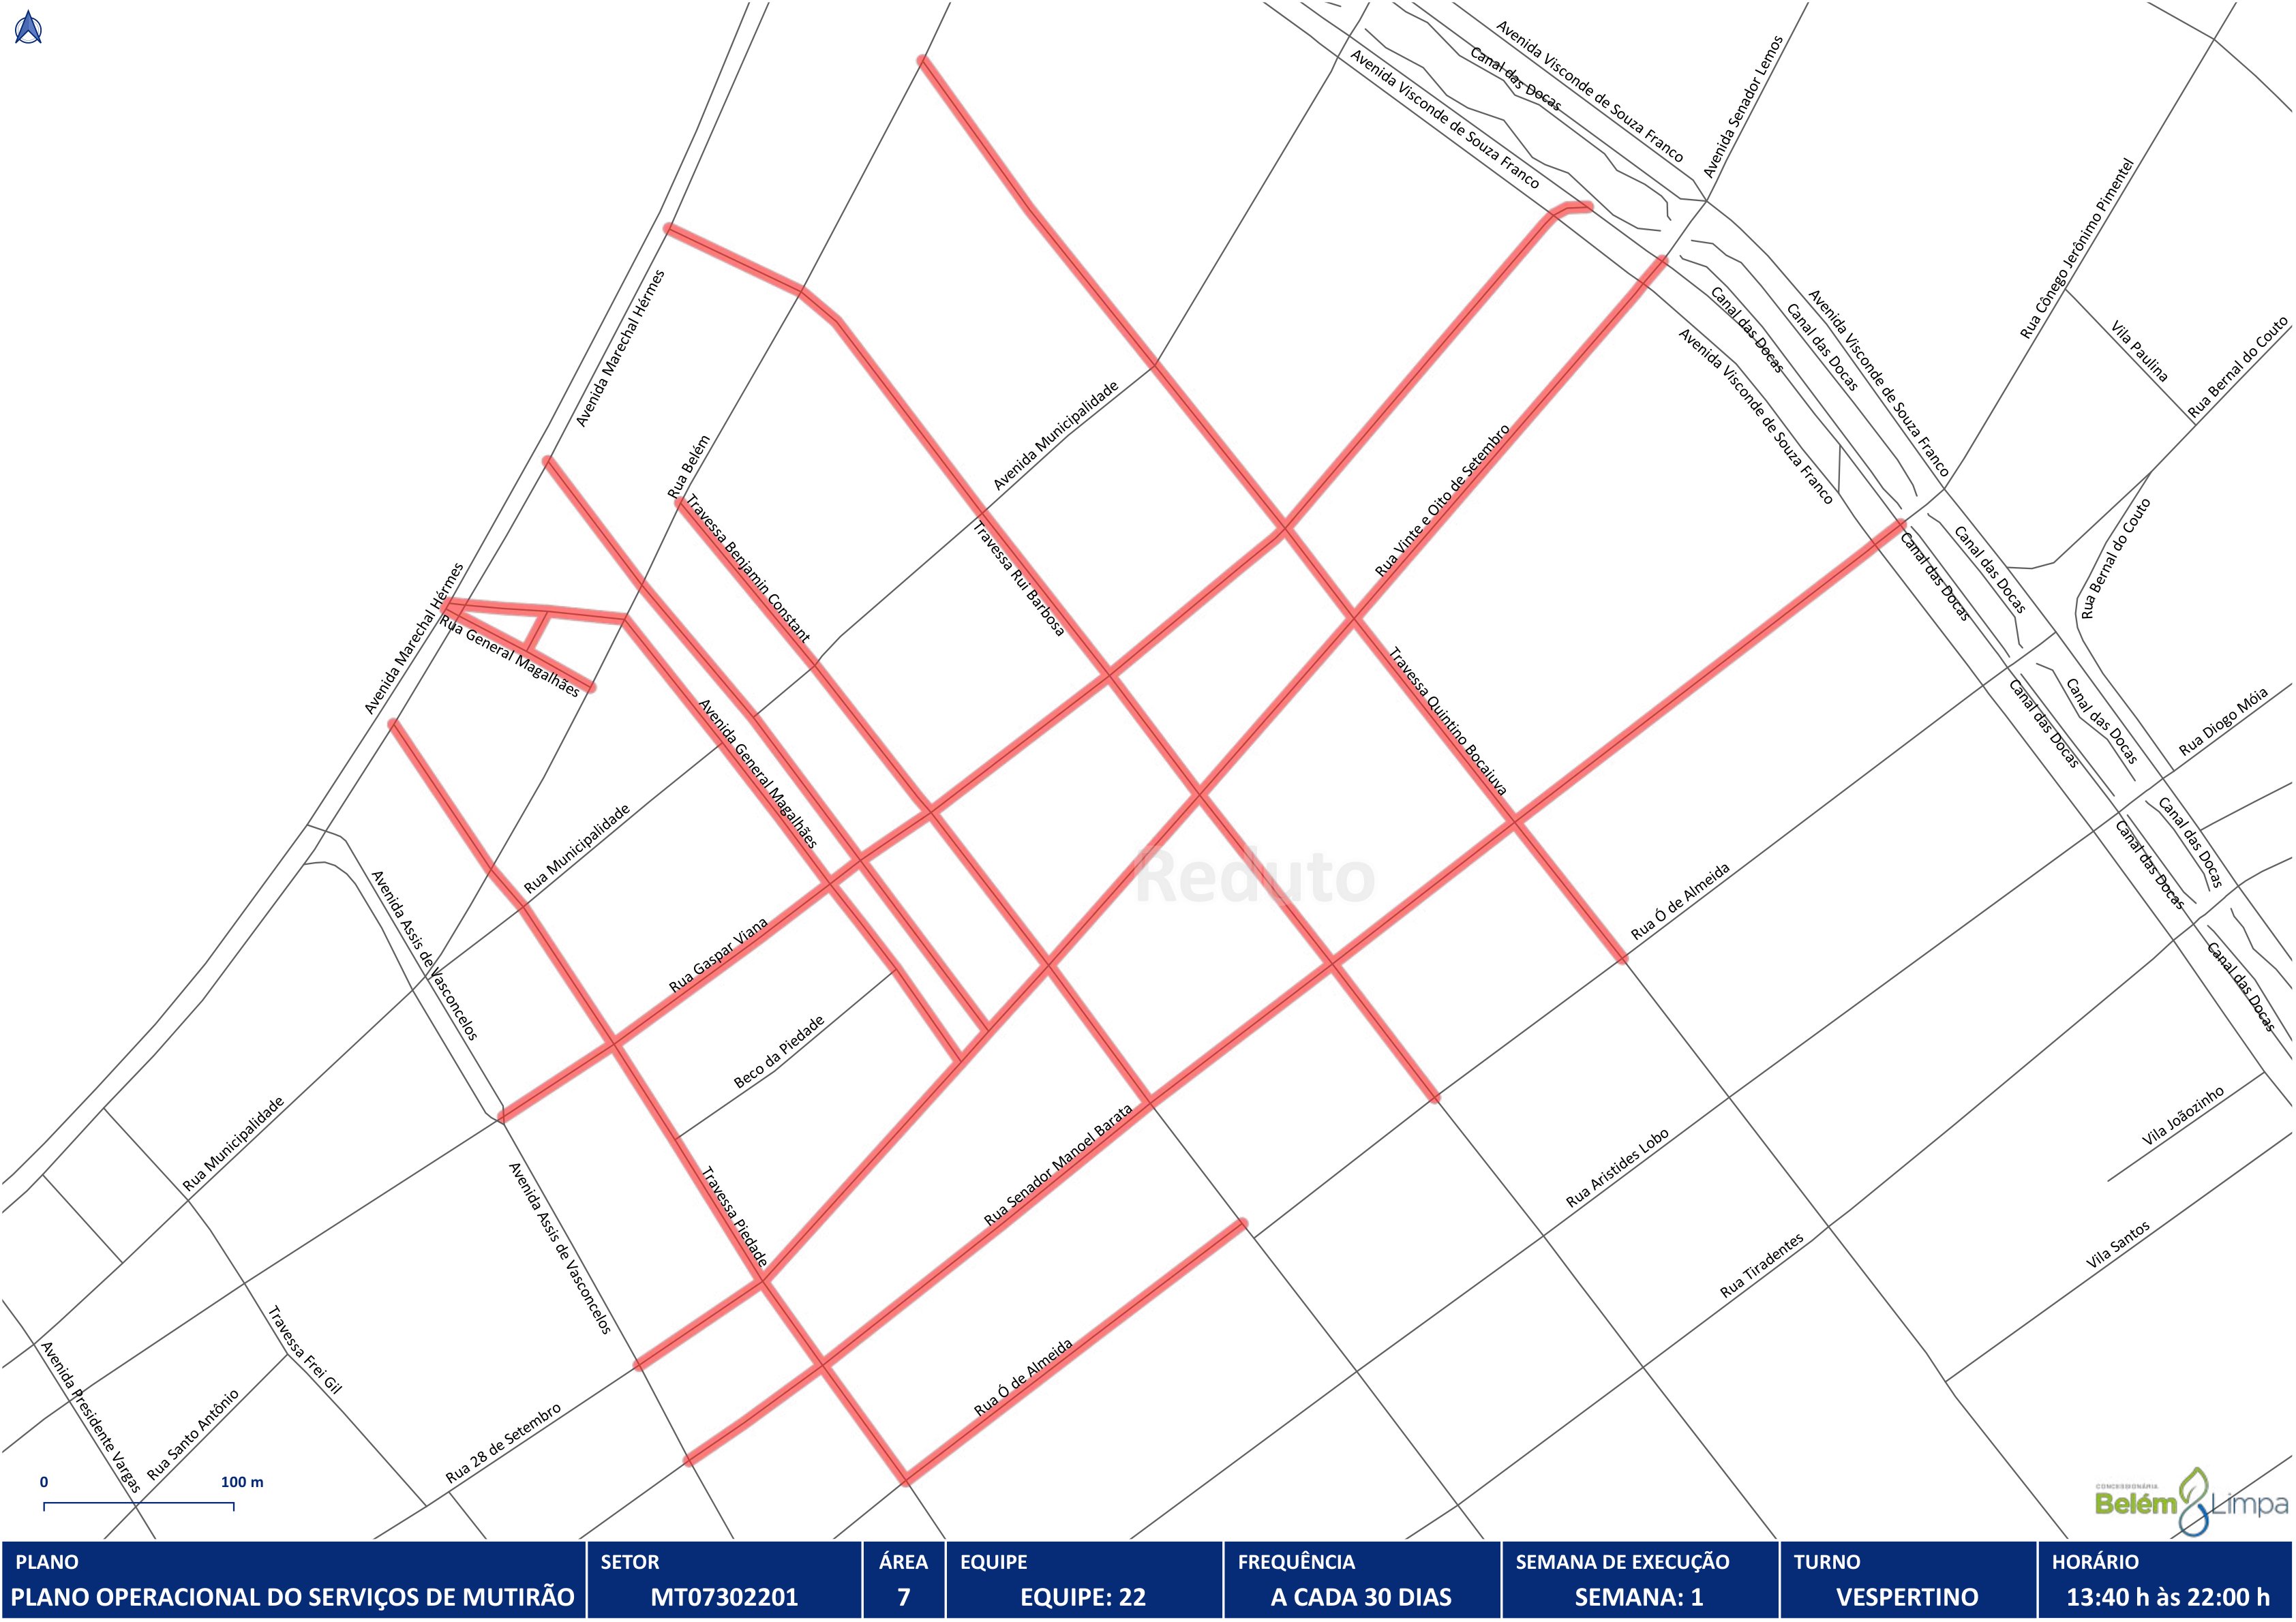 Avenida Visconde de Souza Franco
Canal das Docas
Avenida Senador Lemos
Avenida Visconde de Souza Franco
Rua Cônego Jerônimo Pimentel
Vila Paulina
Rua Bernal do Couto
Avenida Marechal Hérmes
Canal das Docas
Canal das Docas
Avenida Visconde de Souza Franco
Avenida Visconde de Souza Franco
Avenida Municipalidade
Rua Belém
Rua Vinte e Oito de Setembro
Travessa Benjamin Constant
Travessa Rui Barbosa
Canal das Docas
Canal das Docas
Rua Bernal do Couto
Avenida Marechal Hérmes
Rua General Magalhães
Travessa Quintino Bocaiuva
Canal das Docas
Canal das Docas
Rua Diogo Móia
Avenida General Magalhães
Rua Municipalidade
Canal das Docas
Canal das Docas
Reduto
Avenida Assis de Vasconcelos
Rua Gaspar Viana
Rua Ó de Almeida
Canal das Docas
Beco da Piedade
Rua Municipalidade
Rua Senador Manoel Barata
Rua Aristides Lobo
Vila Joãozinho
Travessa Piedade
Avenida Assis de Vasconcelos
Rua Tiradentes
Vila Santos
Travessa Frei Gil
Avenida Presidente Vargas
Rua Santo Antônio
Rua Ó de Almeida
Rua 28 de Setembro
0 100 m
CONCESSIONÁRIA
Belém Limpa
PLANO
PLANO OPERACIONAL DO SERVIÇOS DE MUTIRÃO
SETOR
MT07302201
ÁREA
7
EQUIPE
EQUIPE: 22
FREQUÊNCIA
A CADA 30 DIAS
SEMANA DE EXECUÇÃO
SEMANA: 1
TURNO
VESPERTINO
HORÁRIO
13:40 h às 22:00 h